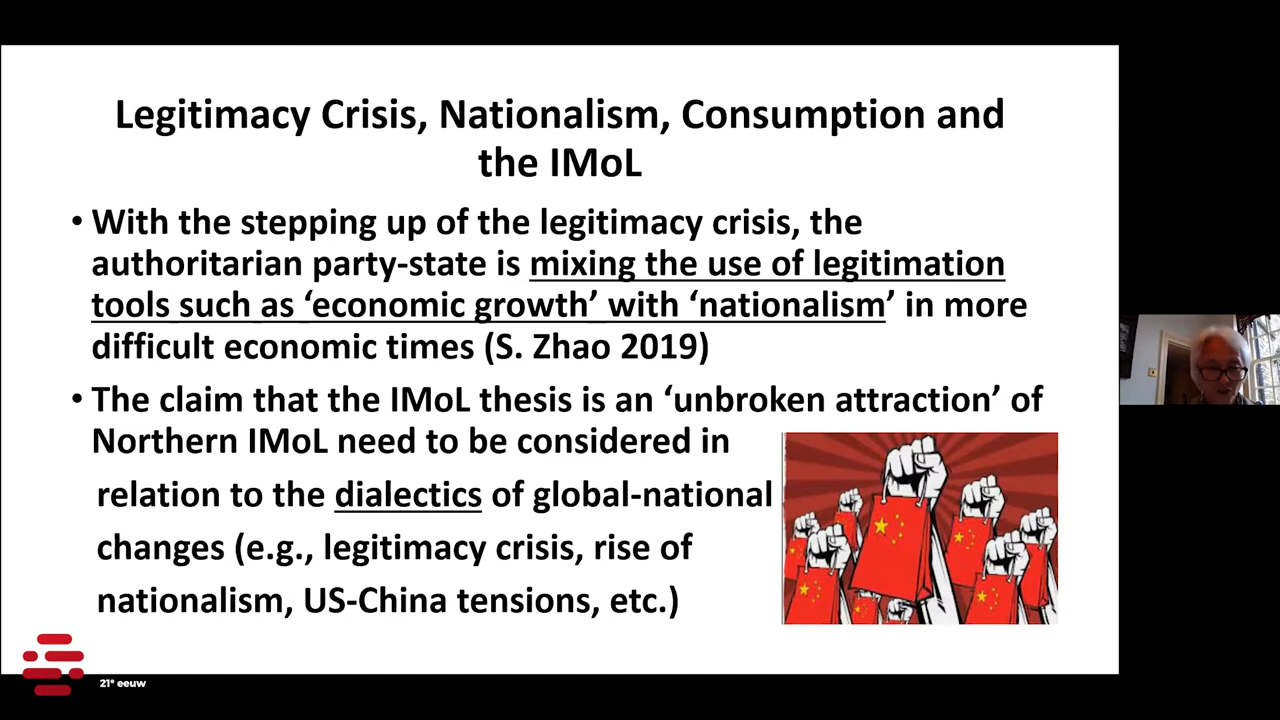 Legitimacy Crisis, Nationalism, Consumption and
the IMoL
• With the stepping up of the legitimacy crisis, the
authoritarian party-state is mixing the use of legitimation
tools such as ‘economic growth’ with ‘nationalism’ in more
difficult economic times (S. Zhao 2019)
• The claim that the IMoL thesis is an ‘unbroken attraction’ of
Northern IMoL need to be considered in
relation to the dialectics of global-national
changes (e.g., legitimacy crisis, rise of
nationalism, US-China tensions, etc.)
21e eeuw